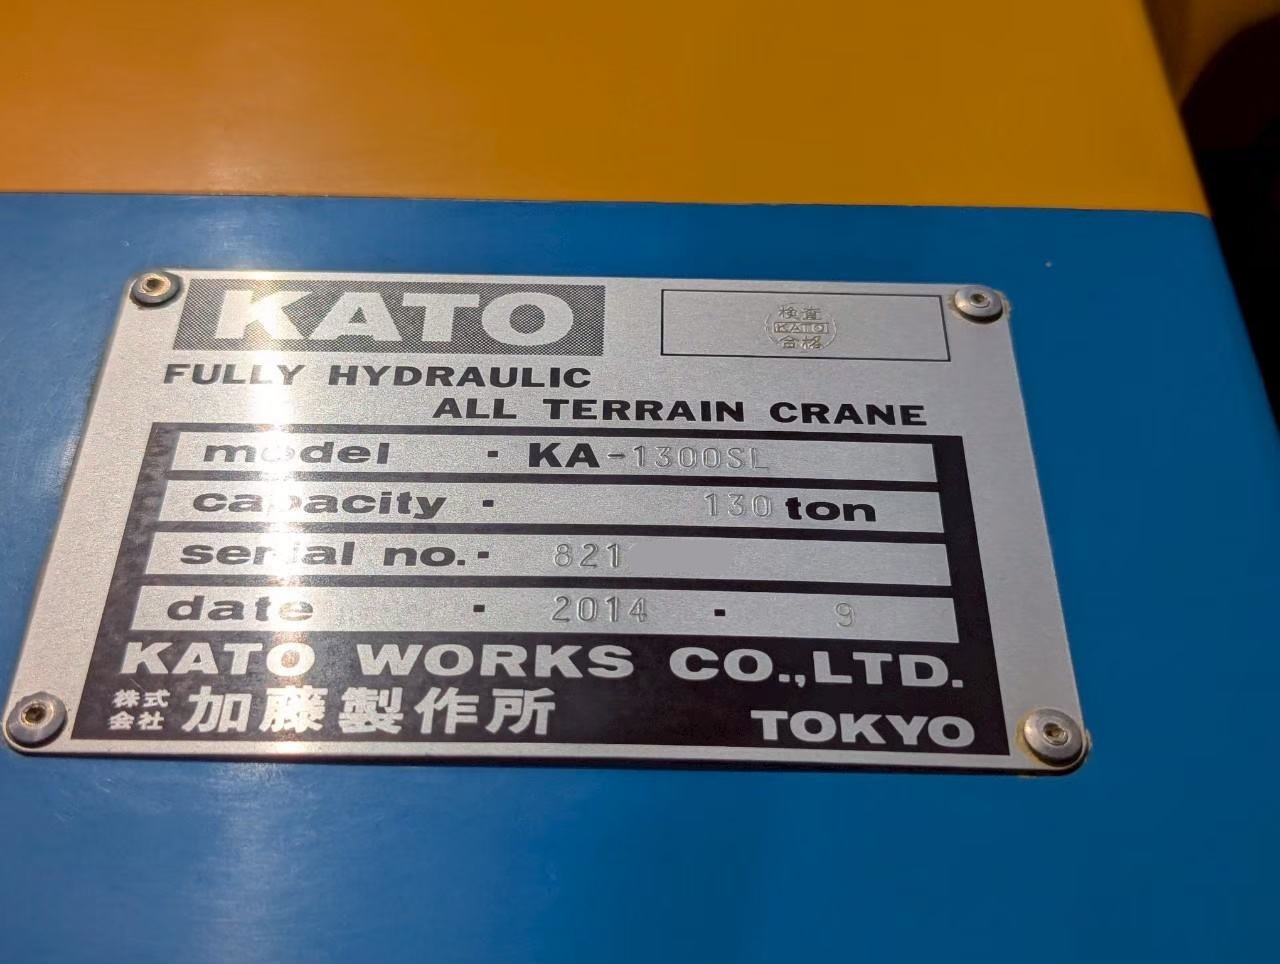 KATO
検査
KATO
合格
FULLY HYDRAULIC
ALL TERRAIN CRANE
model · KA-1300SL
capacity · 130 ton
serial no. · 821
date · 2014 · 9
KATO WORKS CO.,LTD.
株式会社 加藤製作所 TOKYO